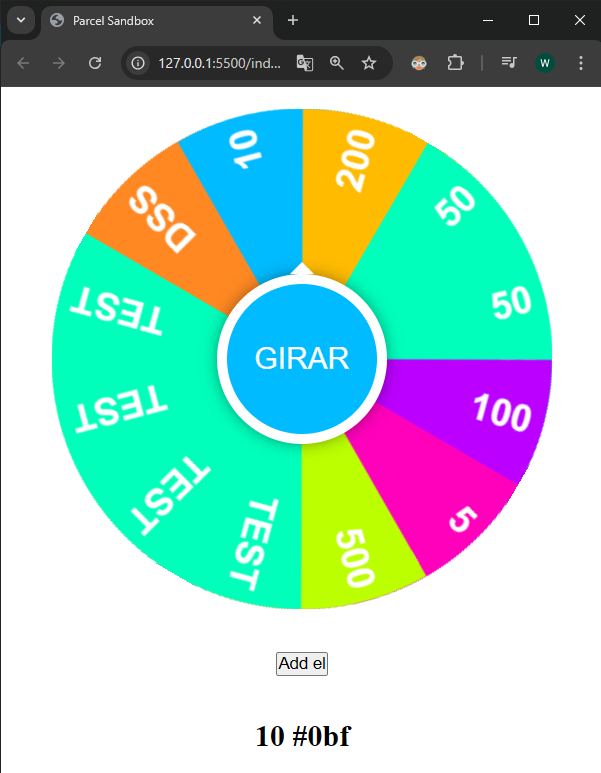 Parcel Sandbox
127.0.0.1:5500/ind...
W
10
200
DSS
50
TEST
50
GIRAR
TEST
100
TEST
5
TEST
500
Add el
10 #0bf